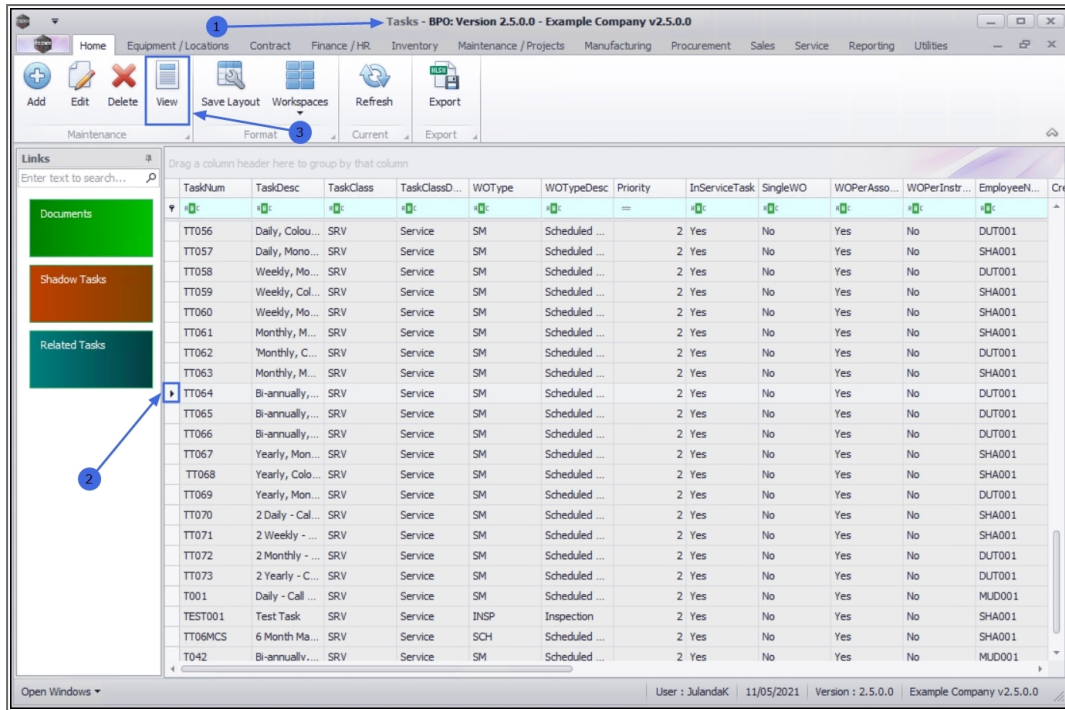 1
Tasks - BPO: Version 2.5.0.0 - Example Company v2.5.0.0
Home Equipment / Locations Contract Finance / HR Inventory Maintenance / Projects Manufacturing Procurement Sales Service Reporting Utilities
Add Edit Delete View Save Layout Workspaces Refresh Export
Maintenance Format 3 Current Export
Links
Enter text to search...
Documents
Shadow Tasks
Related Tasks
2
Drag a column header here to group by that column
TaskNum TaskDesc TaskClass TaskClassD... WOType WOTypeDesc Priority InServiceTask SingleWO WOPerAsso... WOPerInstr... EmployeeN... Cre
=
TT056 Daily, Colou... SRV Service SM Scheduled ... 2 Yes No Yes No DUT001
TT057 Daily, Mono... SRV Service SM Scheduled ... 2 Yes No Yes No SHA001
TT058 Weekly, Mo... SRV Service SM Scheduled ... 2 Yes No Yes No DUT001
TT059 Weekly, Col... SRV Service SM Scheduled ... 2 Yes No Yes No SHA001
TT060 Weekly, Mo... SRV Service SM Scheduled ... 2 Yes No Yes No SHA001
TT061 Monthly, M... SRV Service SM Scheduled ... 2 Yes No Yes No SHA001
TT062 'Monthly, C... SRV Service SM Scheduled ... 2 Yes No Yes No DUT001
TT063 Monthly, M... SRV Service SM Scheduled ... 2 Yes No Yes No SHA001
TT064 Bi-annually,... SRV Service SM Scheduled ... 2 Yes No Yes No DUT001
TT065 Bi-annually,... SRV Service SM Scheduled ... 2 Yes No Yes No DUT001
TT066 Bi-annually,... SRV Service SM Scheduled ... 2 Yes No Yes No DUT001
TT067 Yearly, Mon... SRV Service SM Scheduled ... 2 Yes No Yes No SHA001
TT068 Yearly, Colo... SRV Service SM Scheduled ... 2 Yes No Yes No SHA001
TT069 Yearly, Mon... SRV Service SM Scheduled ... 2 Yes No Yes No DUT001
TT070 2 Daily - Cal... SRV Service SM Scheduled ... 2 Yes No Yes No SHA001
TT071 2 Weekly - ... SRV Service SM Scheduled ... 2 Yes No Yes No SHA001
TT072 2 Monthly - ... SRV Service SM Scheduled ... 2 Yes No Yes No DUT001
TT073 2 Yearly - C... SRV Service SM Scheduled ... 2 Yes No Yes No DUT001
T001 Daily - Call ... SRV Service SM Scheduled ... 2 Yes No Yes No MUD001
TEST001 Test Task SRV Service INSP Inspection 2 Yes No Yes No SHA001
TT06MCS 6 Month Ma... SRV Service SCH Scheduled ... 2 Yes No Yes No SHA001
T042 Bi-annually,... SRV Service SM Scheduled ... 2 Yes No Yes No MUD001
Open Windows User : JulandaK 11/05/2021 Version : 2.5.0.0 Example Company v2.5.0.0